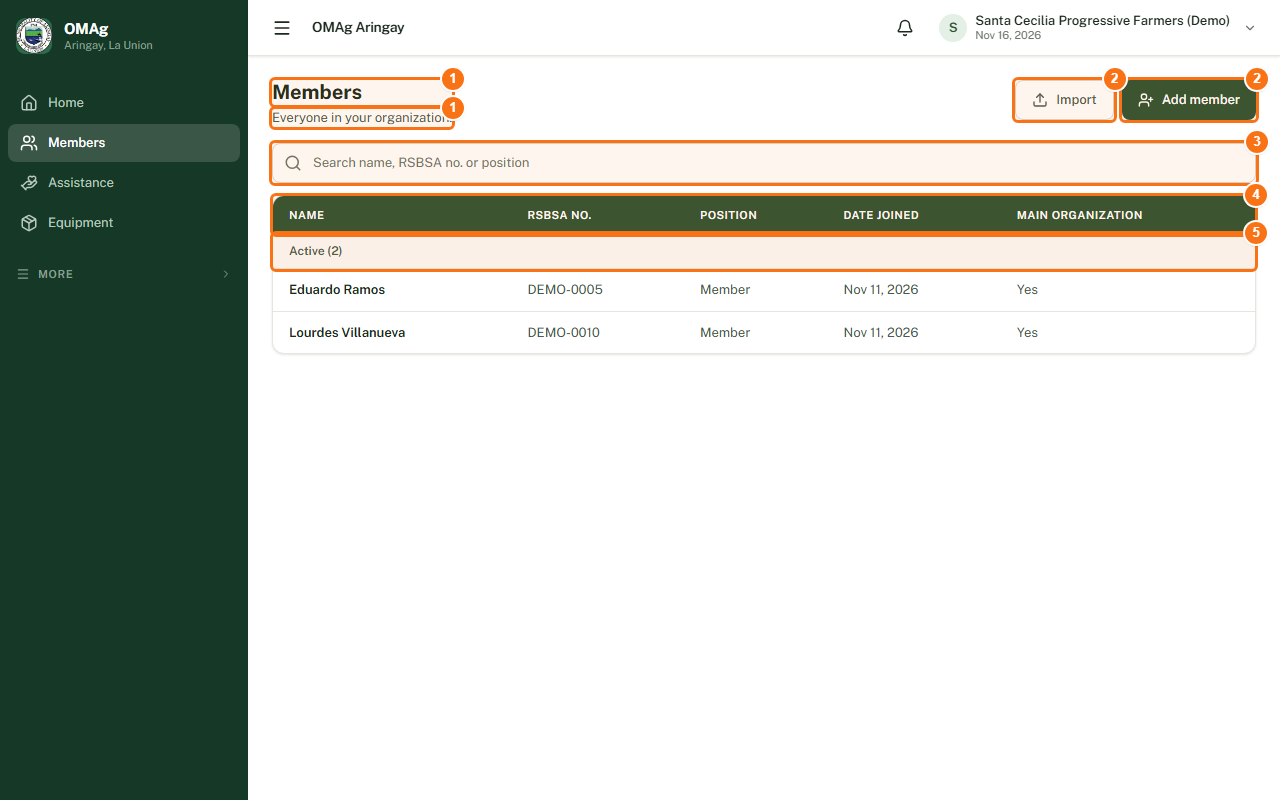 OMAg
Aringay, La Union
Home
Members
Assistance
Equipment
MORE
OMAg Aringay
S
Santa Cecilia Progressive Farmers (Demo)
Nov 16, 2026
Members
1
Everyone in your organization.
1
Import
2
Add member
2
Search name, RSBSA no. or position
3
NAME RSBSA NO. POSITION DATE JOINED MAIN ORGANIZATION
4
Active (2)
5
Eduardo Ramos DEMO-0005 Member Nov 11, 2026 Yes
Lourdes Villanueva DEMO-0010 Member Nov 11, 2026 Yes